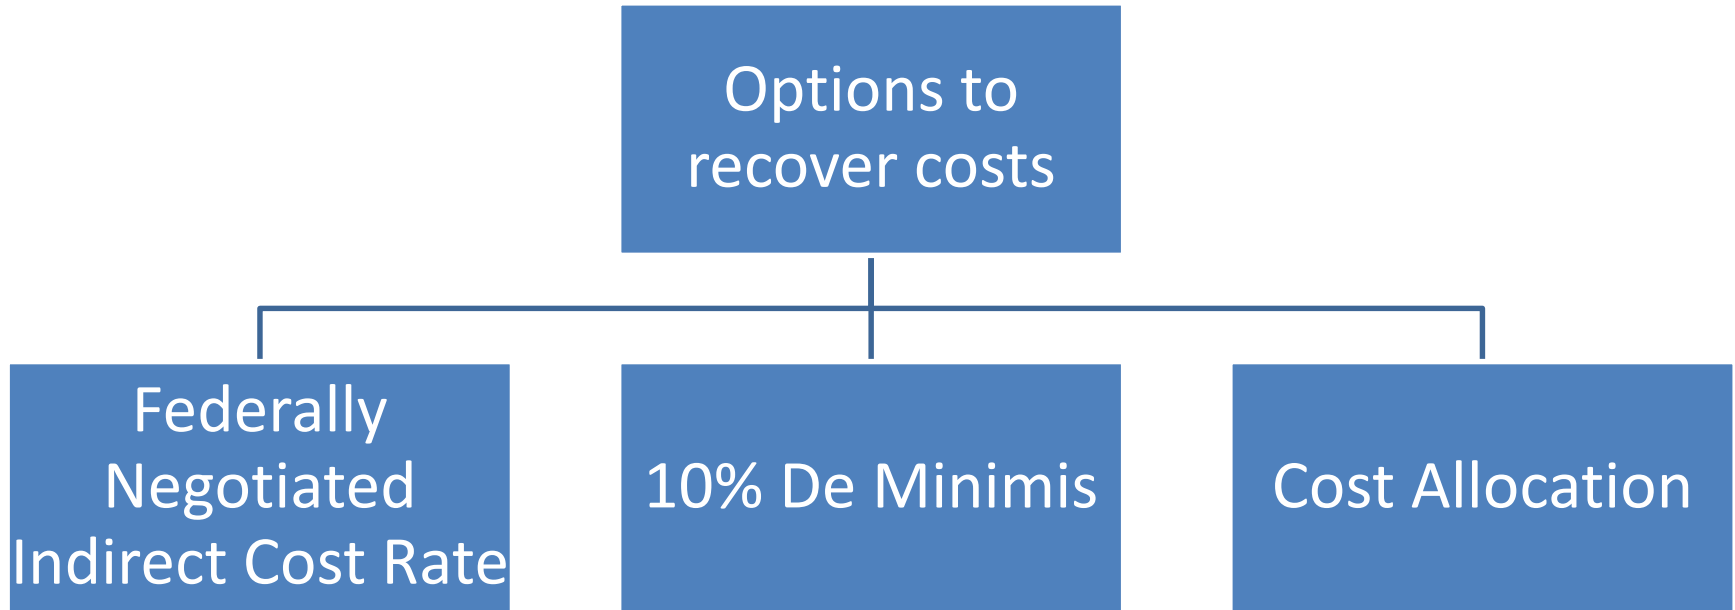 Options to
recover costs
Federally
Negotiated
Indirect Cost Rate
10% De Minimis
Cost Allocation